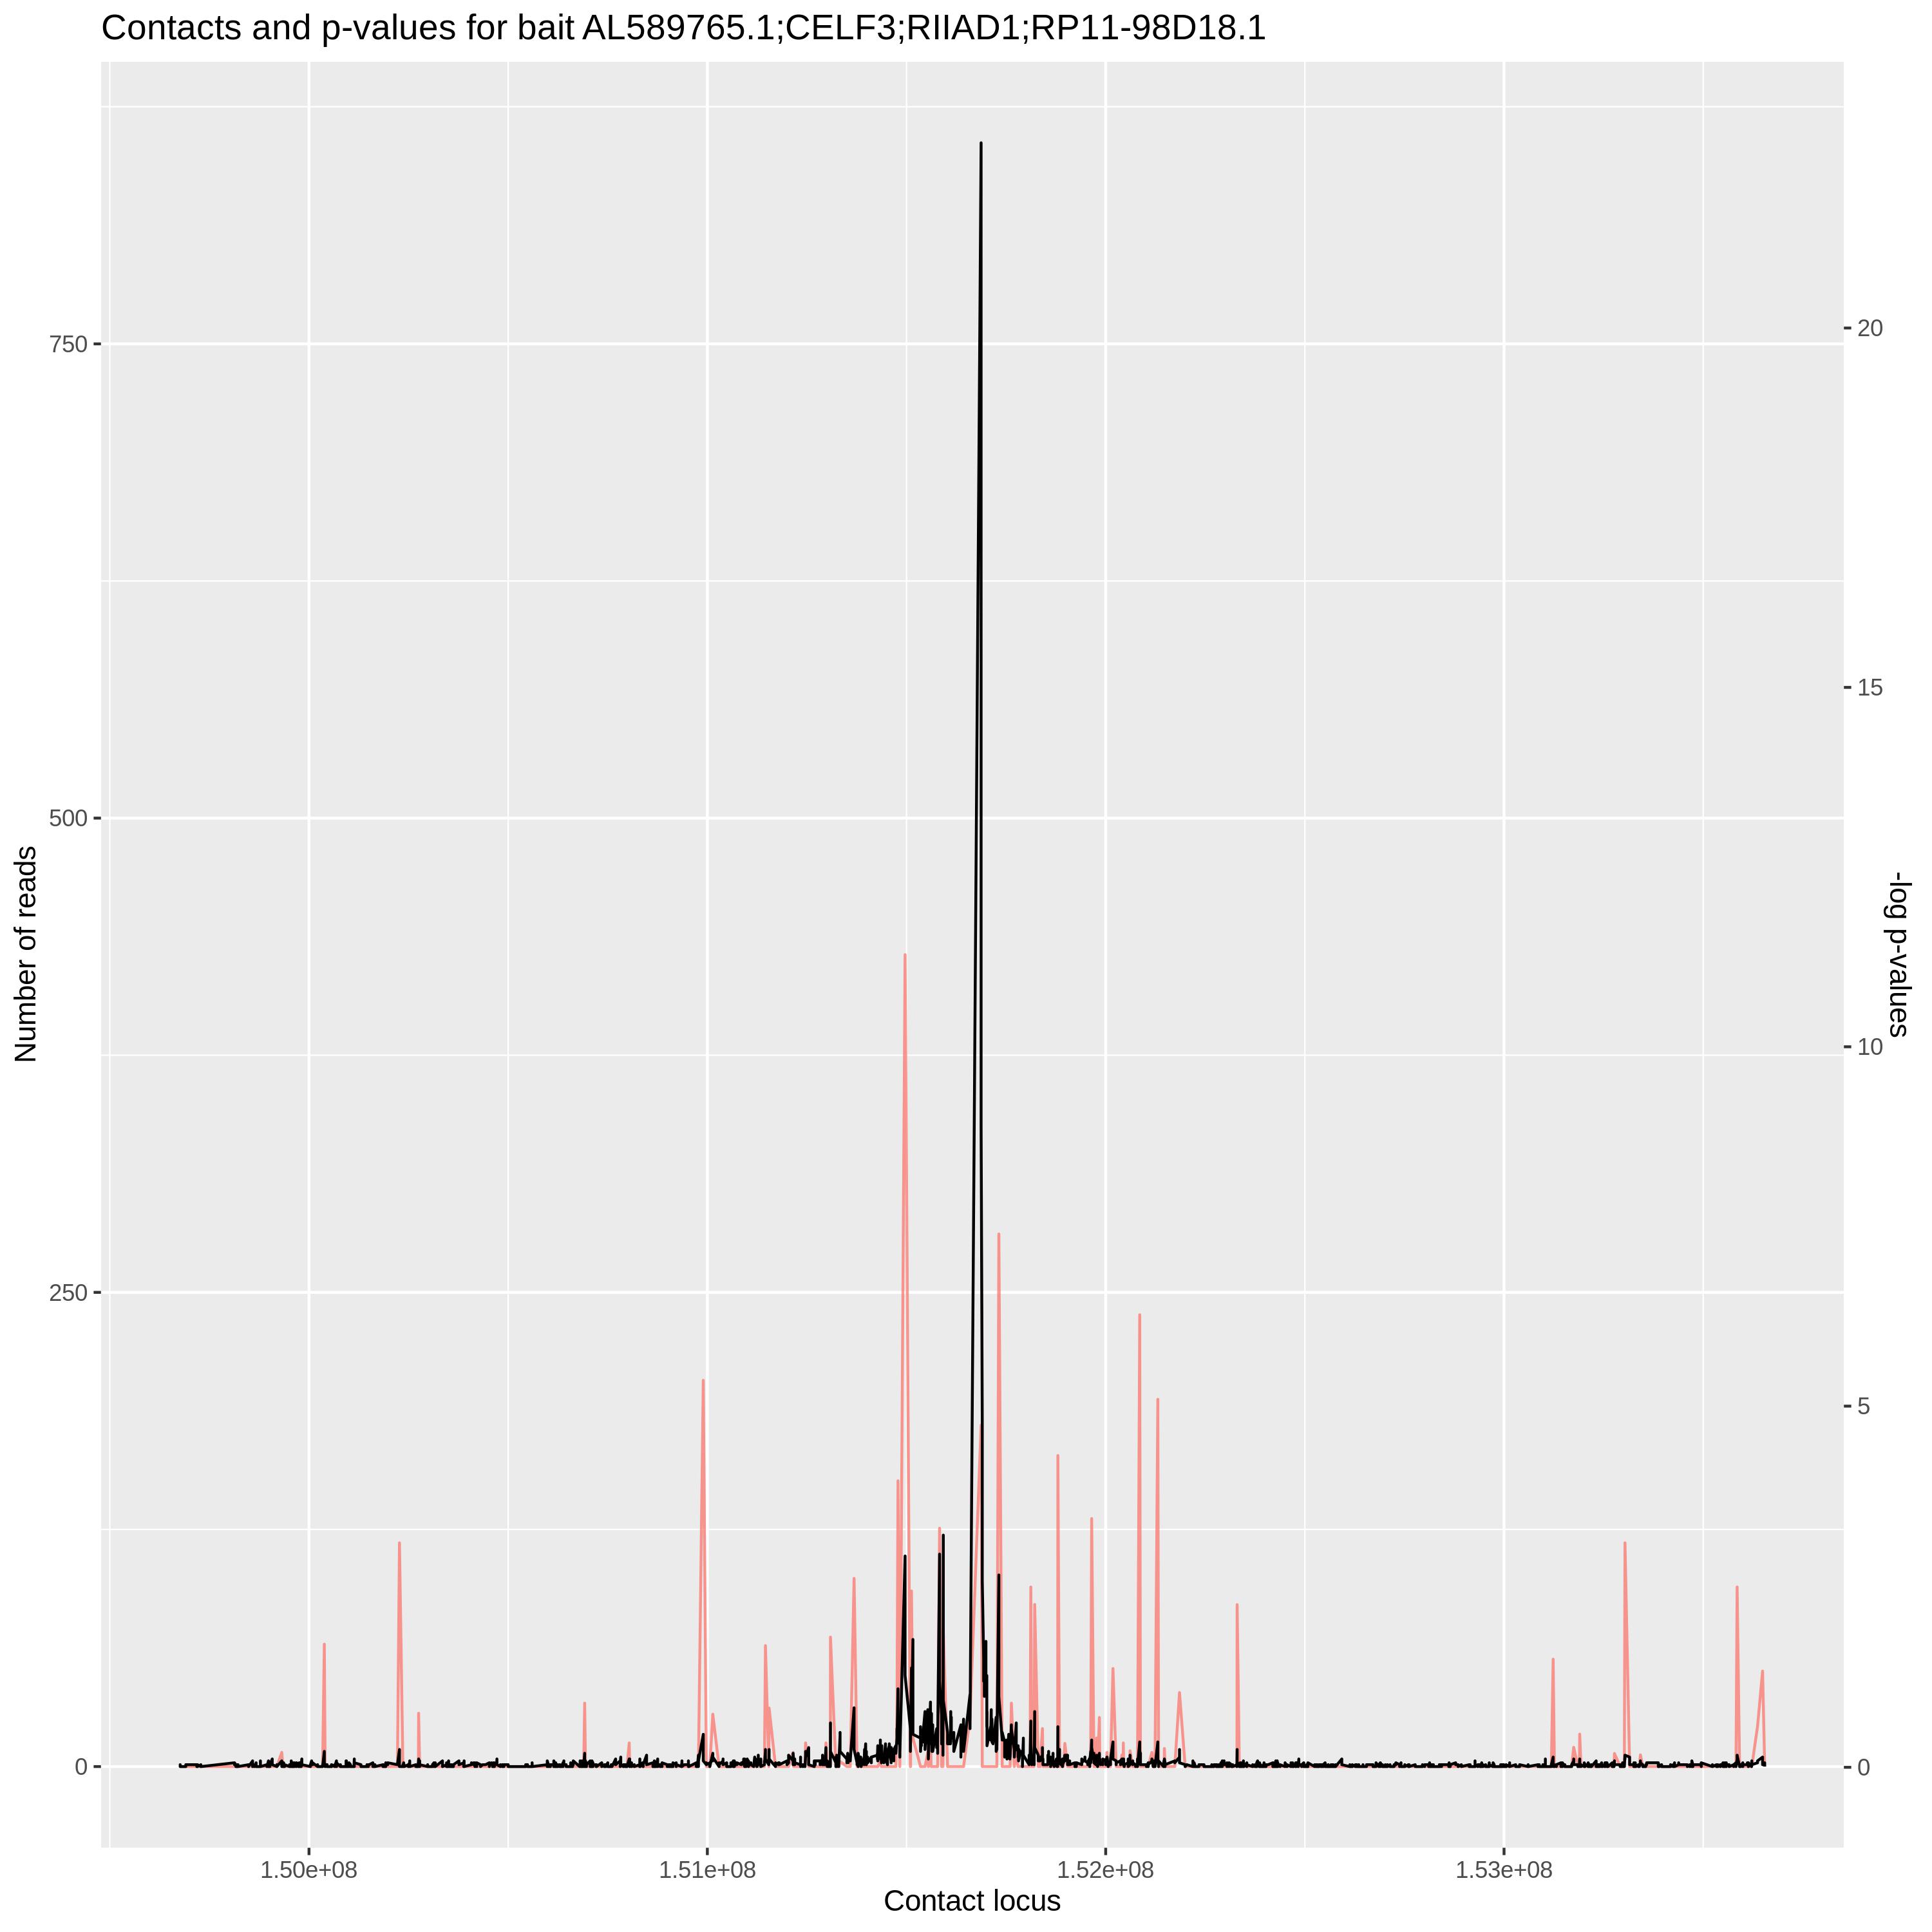 Contacts and p-values for bait AL589765.1;CELF3;RIIAD1;RP11-98D18.1
750
500
250
0
Number of reads
20
15
10
5
0
-log p-values
1.50e+08
1.51e+08
1.52e+08
1.53e+08
Contact locus